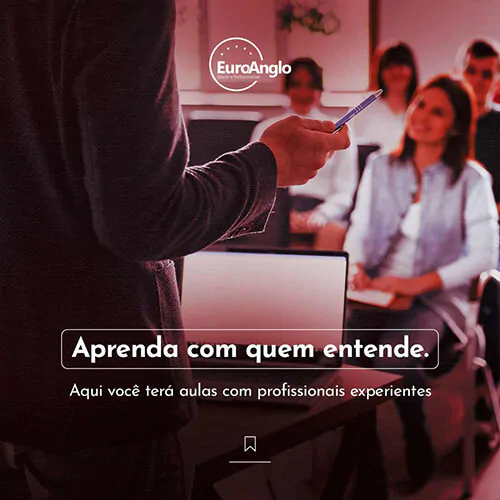 EuroAnglo
Aprenda com quem entende.
Aqui você terá aulas com profissionais experientes